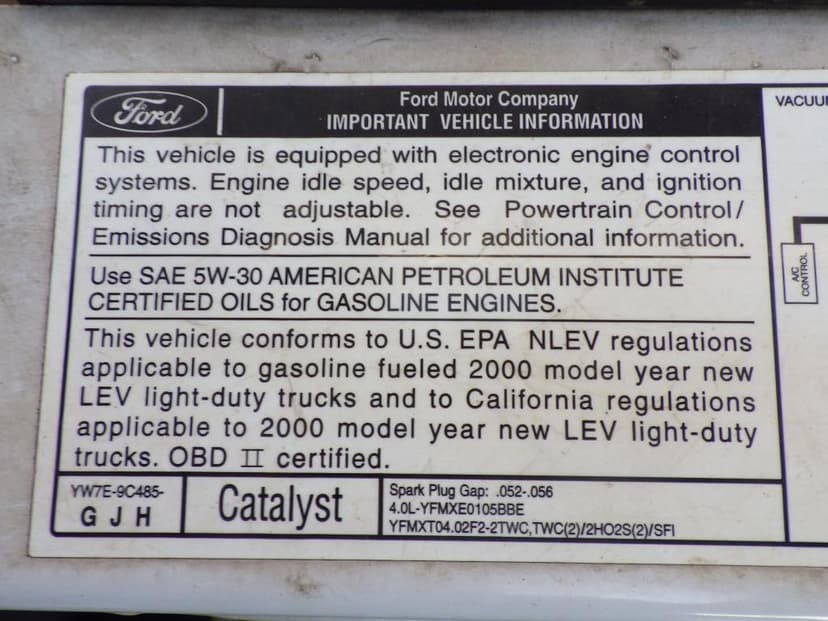 Ford
Ford Motor Company
IMPORTANT VEHICLE INFORMATION
This vehicle is equipped with electronic engine control
systems. Engine idle speed, idle mixture, and ignition
timing are not adjustable. See Powertrain Control/
Emissions Diagnosis Manual for additional information.
Use SAE 5W-30 AMERICAN PETROLEUM INSTITUTE
CERTIFIED OILS for GASOLINE ENGINES.
This vehicle conforms to U.S. EPA NLEV regulations
applicable to gasoline fueled 2000 model year new
LEV light-duty trucks and to California regulations
applicable to 2000 model year new LEV light-duty
trucks. OBD II certified.
YW7E-9C485-
G J H
Catalyst
Spark Plug Gap: .052-.056
4.0L-YFMXE0105BBE
YFMXT04.02F2-2TWC,TWC(2)/2HO2S(2)/SFI
A/C
CONTROL